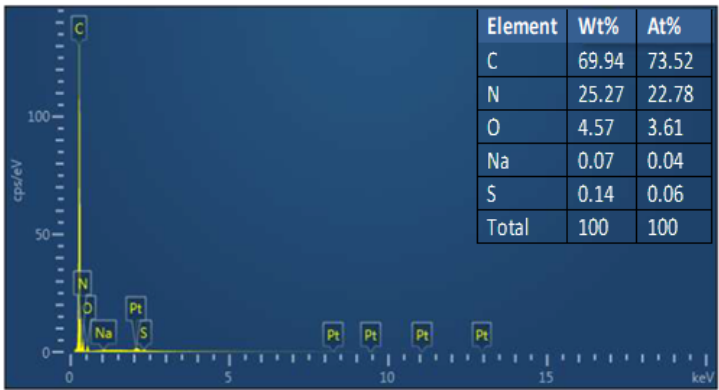 Element Wt% At%
C 69.94 73.52
N 25.27 22.78
O 4.57 3.61
Na 0.07 0.04
S 0.14 0.06
Total 100 100
C
100
cps/eV
50
N
O
Pt
Na
S
Pt
Pt
Pt
Pt
0
0 5 10 15 keV